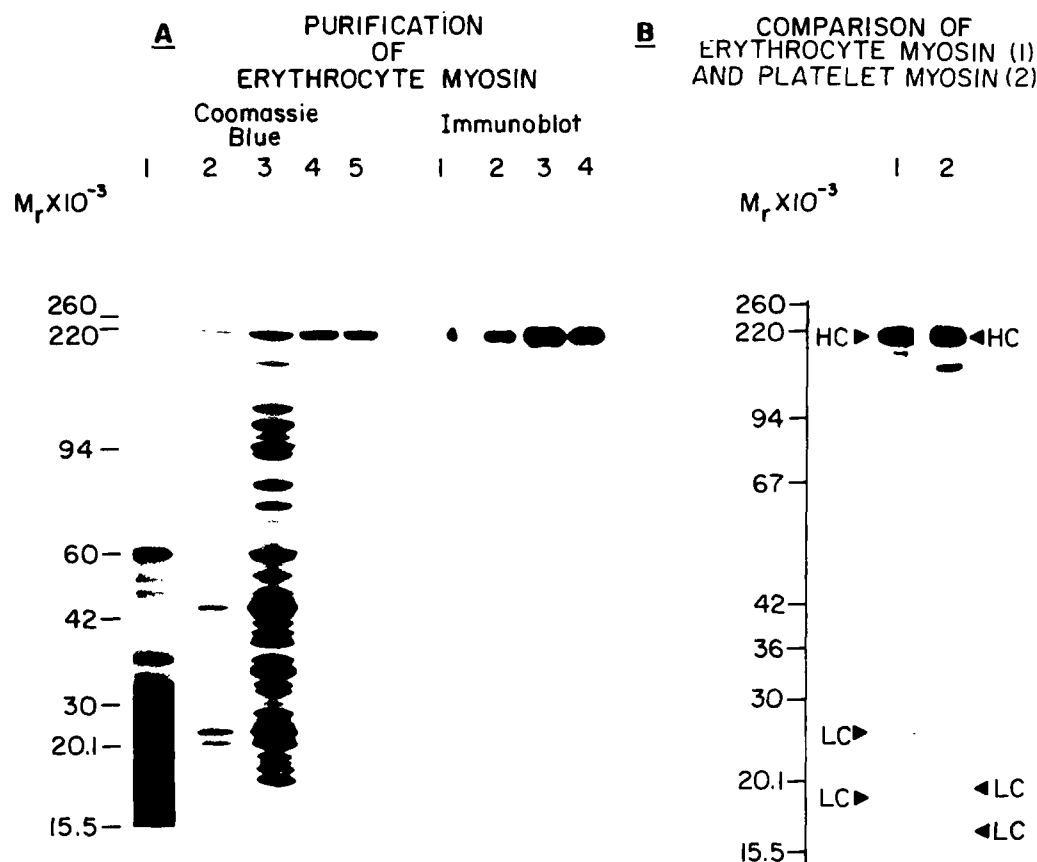 A
PURIFICATION
OF
ERYTHROCYTE MYOSIN
Coomassie
Blue
Immunoblot
1 2 3 4 5
1 2 3 4
MrX10-3
260
220
94
60
42
30
20.1
15.5
B
COMPARISON OF
ERYTHROCYTE MYOSIN (1)
AND PLATELET MYOSIN (2)
1 2
MrX10-3
260
220
HC HC
94
67
42
36
30
LC
20.1
LC
LC
LC
15.5